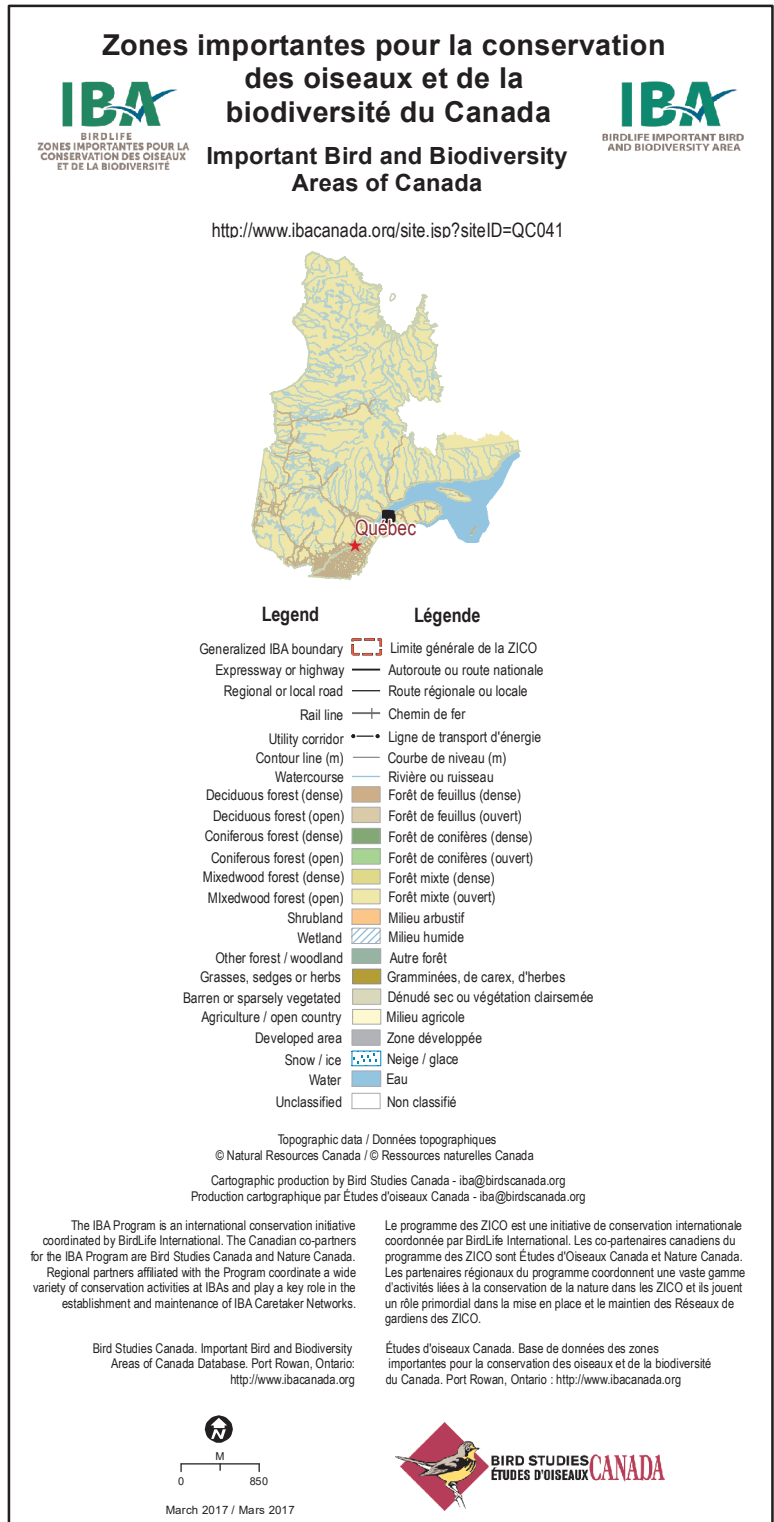 Zones importantes pour la conservation
des oiseaux et de la
biodiversité du Canada
IBA
BIRDLIFE
ZONES IMPORTANTES POUR LA
CONSERVATION DES OISEAUX
ET DE LA BIODIVERSITÉ
IBA
BIRDLIFE IMPORTANT BIRD
AND BIODIVERSITY AREA
Important Bird and Biodiversity
Areas of Canada
http://www.ibacanada.org/site.jsp?siteID=QC041
Québec
Legend Légende
Generalized IBA boundary Limite générale de la ZICO
Expressway or highway Autoroute ou route nationale
Regional or local road Route régionale ou locale
Rail line Chemin de fer
Utility corridor Ligne de transport d'énergie
Contour line (m) Courbe de niveau (m)
Watercourse Rivière ou ruisseau
Deciduous forest (dense) Forêt de feuillus (dense)
Deciduous forest (open) Forêt de feuillus (ouvert)
Coniferous forest (dense) Forêt de conifères (dense)
Coniferous forest (open) Forêt de conifères (ouvert)
Mixedwood forest (dense) Forêt mixte (dense)
MIxedwood forest (open) Forêt mixte (ouvert)
Shrubland Milieu arbustif
Wetland Milieu humide
Other forest / woodland Autre forêt
Grasses, sedges or herbs Gramminées, de carex, d'herbes
Barren or sparsely vegetated Dénudé sec ou végétation clairsemée
Agriculture / open country Milieu agricole
Developed area Zone développée
Snow / ice Neige / glace
Water Eau
Unclassified Non classifié
Topographic data / Données topographiques
© Natural Resources Canada / © Ressources naturelles Canada
Cartographic production by Bird Studies Canada - iba@birdscanada.org
Production cartographique par Études d'oiseaux Canada - iba@birdscanada.org
The IBA Program is an international conservation initiative
coordinated by BirdLife International. The Canadian co-partners
for the IBA Program are Bird Studies Canada and Nature Canada.
Regional partners affiliated with the Program coordinate a wide
variety of conservation activities at IBAs and play a key role in the
establishment and maintenance of IBA Caretaker Networks.
Le programme des ZICO est une initiative de conservation internationale
coordonnée par BirdLife International. Les co-partenaires canadiens du
programme des ZICO sont Études d'Oiseaux Canada et Nature Canada.
Les partenaires régionaux du programme coordonnent une vaste gamme
d'activités liées à la conservation de la nature dans les ZICO et ils jouent
un rôle primordial dans la mise en place et le maintien des Réseaux de
gardiens des ZICO.
Bird Studies Canada. Important Bird and Biodiversity
Areas of Canada Database. Port Rowan, Ontario:
http://www.ibacanada.org
Études d'oiseaux Canada. Base de données des zones
importantes pour la conservation des oiseaux et de la biodiversité
du Canada. Port Rowan, Ontario : http://www.ibacanada.org
N
M
0 850
March 2017 / Mars 2017
BIRD STUDIES
ÉTUDES D'OISEAUX CANADA